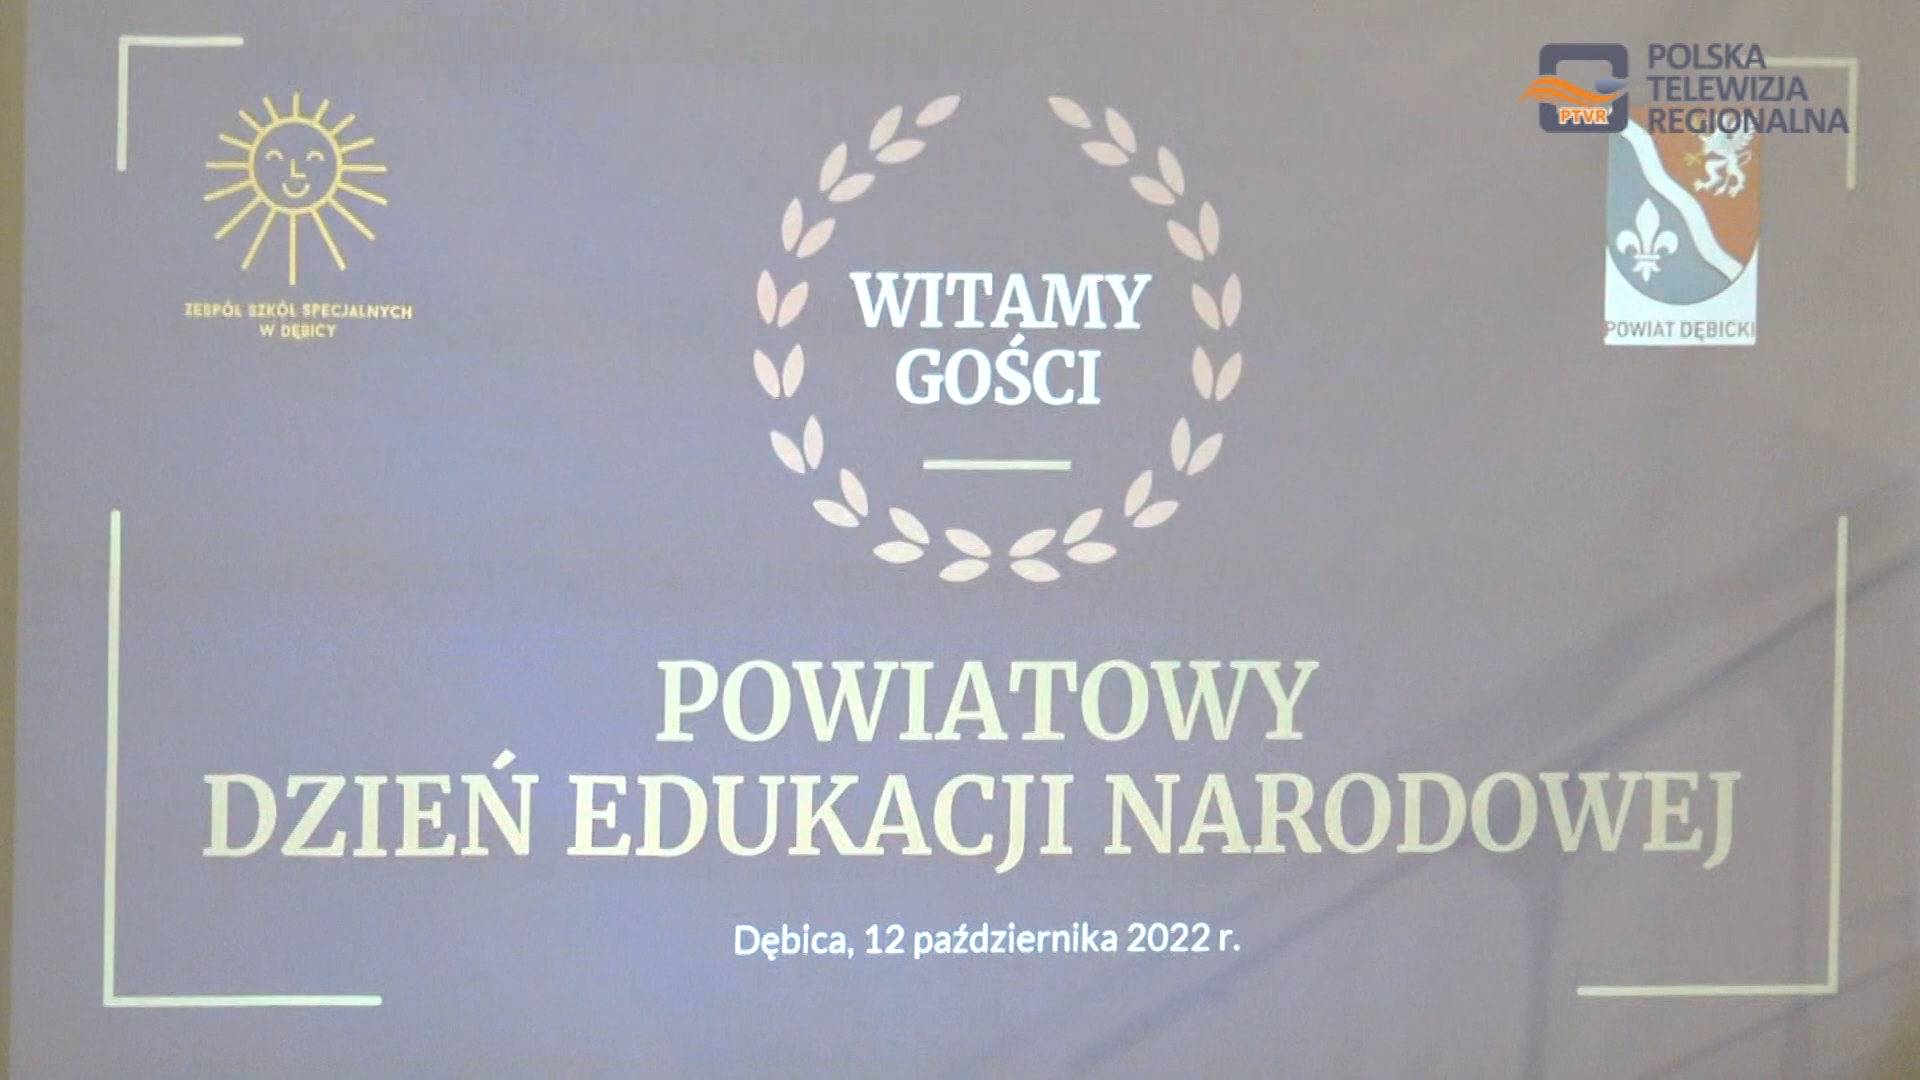 POLSKA
TELEWIZJA
REGIONALNA
PTVR
ZESPÓŁ SZKÓŁ SPECJALNYCH
W DĘBICY
WITAMY
GOŚCI
POWIAT DĘBICKI
POWIATOWY
DZIEŃ EDUKACJI NARODOWEJ
Dębica, 12 października 2022 r.